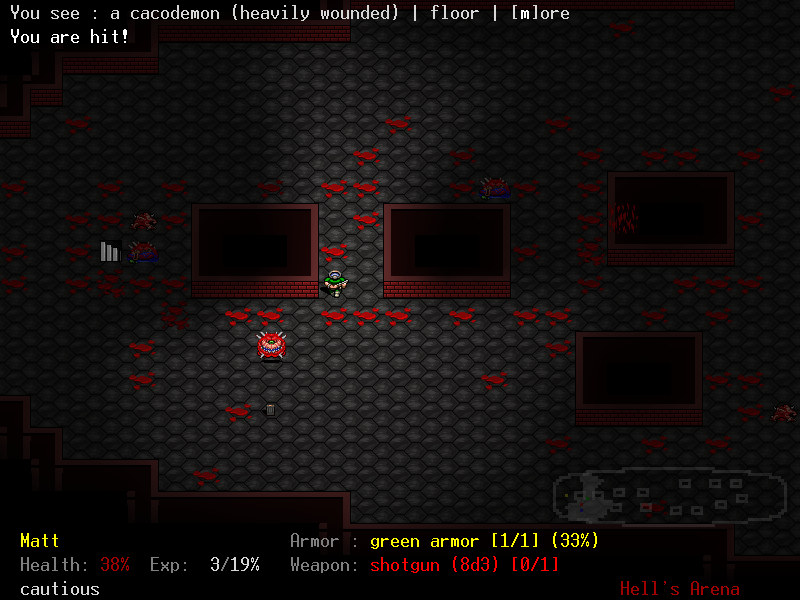 You see : a cacodemon (heavily wounded) | floor | [mlore
You are hit!
Matt Armor : green armor [1/1] (33%)
Health: 38% Exp: 3/19% Weapon: shotgun (8d3) [0/1]
cautious Hell's Arena